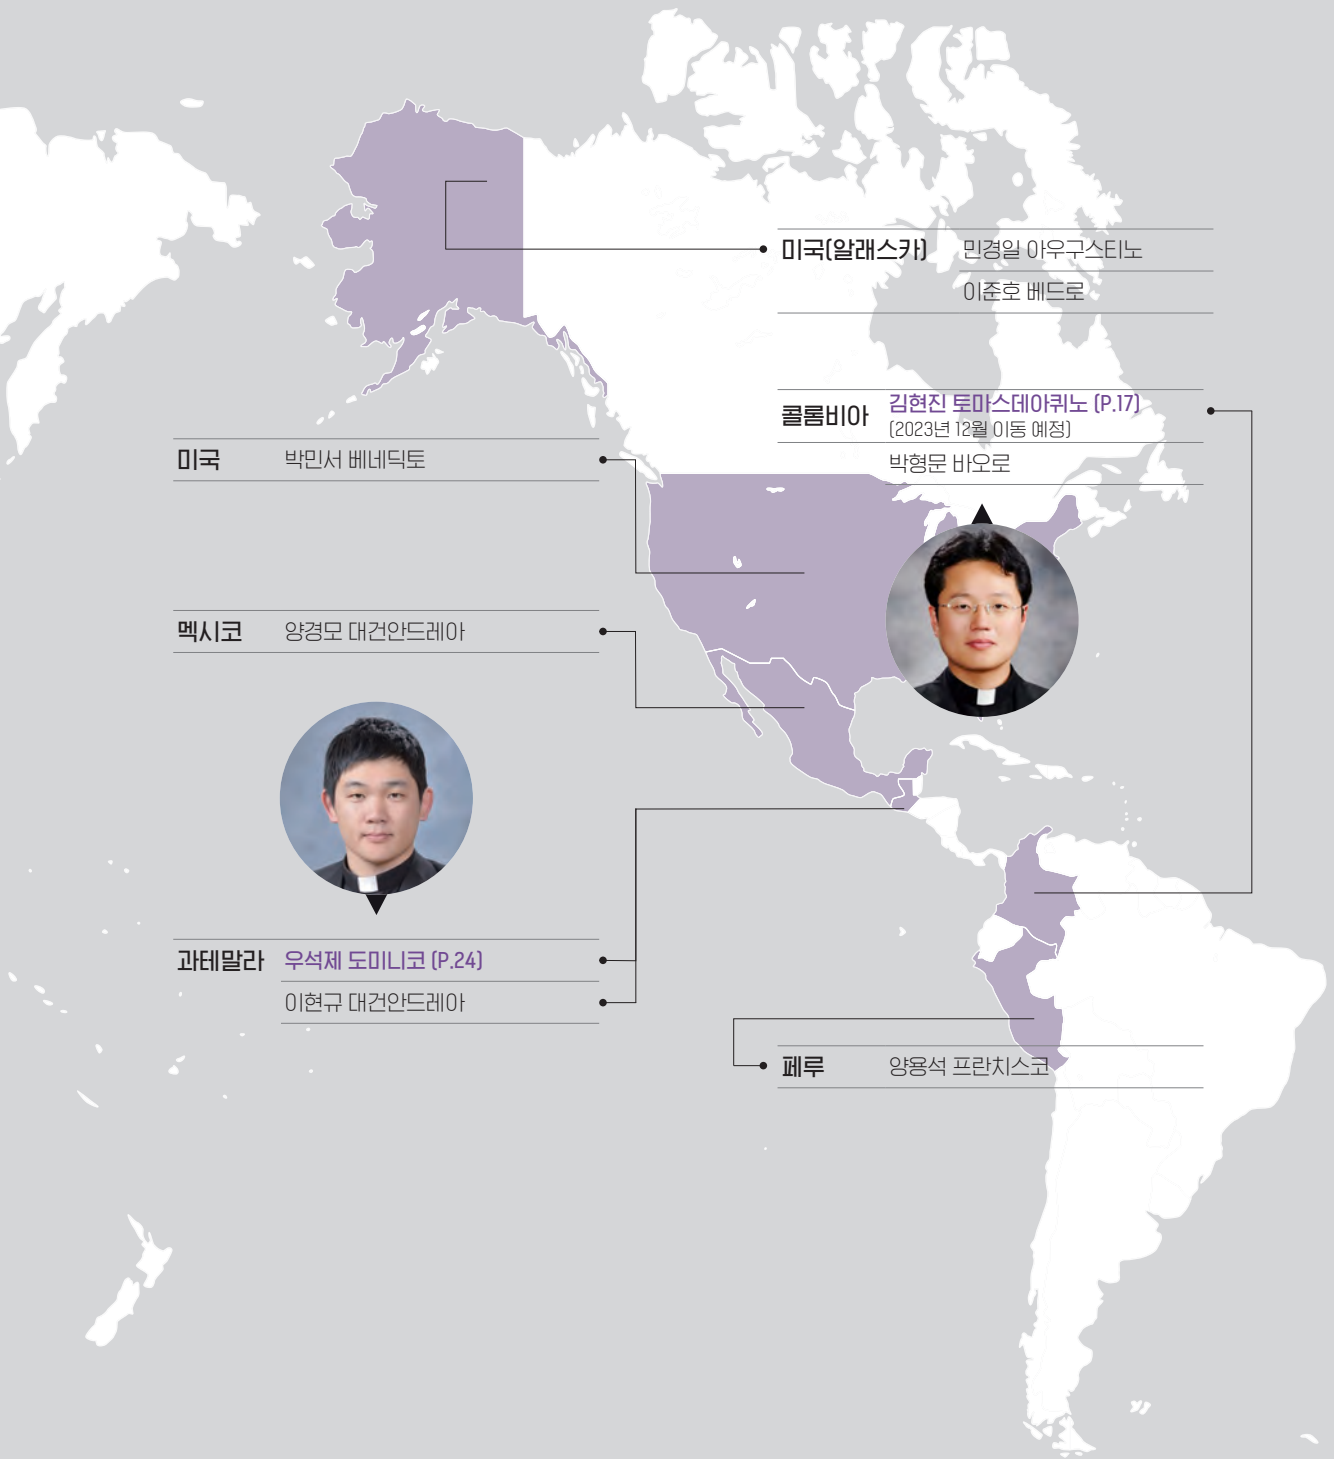 미국(알래스카) 민경일 아우구스티노
이준호 베드로
콜롬비아 김현진 토마스데아퀴노 (P.17)
(2023년 12월 이동 예정)
박형문 바오로
미국 박민서 베네딕토
멕시코 양경모 대건안드레아
과테말라 우석제 도미니코 (P.24)
이현규 대건안드레아
페루 양용석 프란치스코